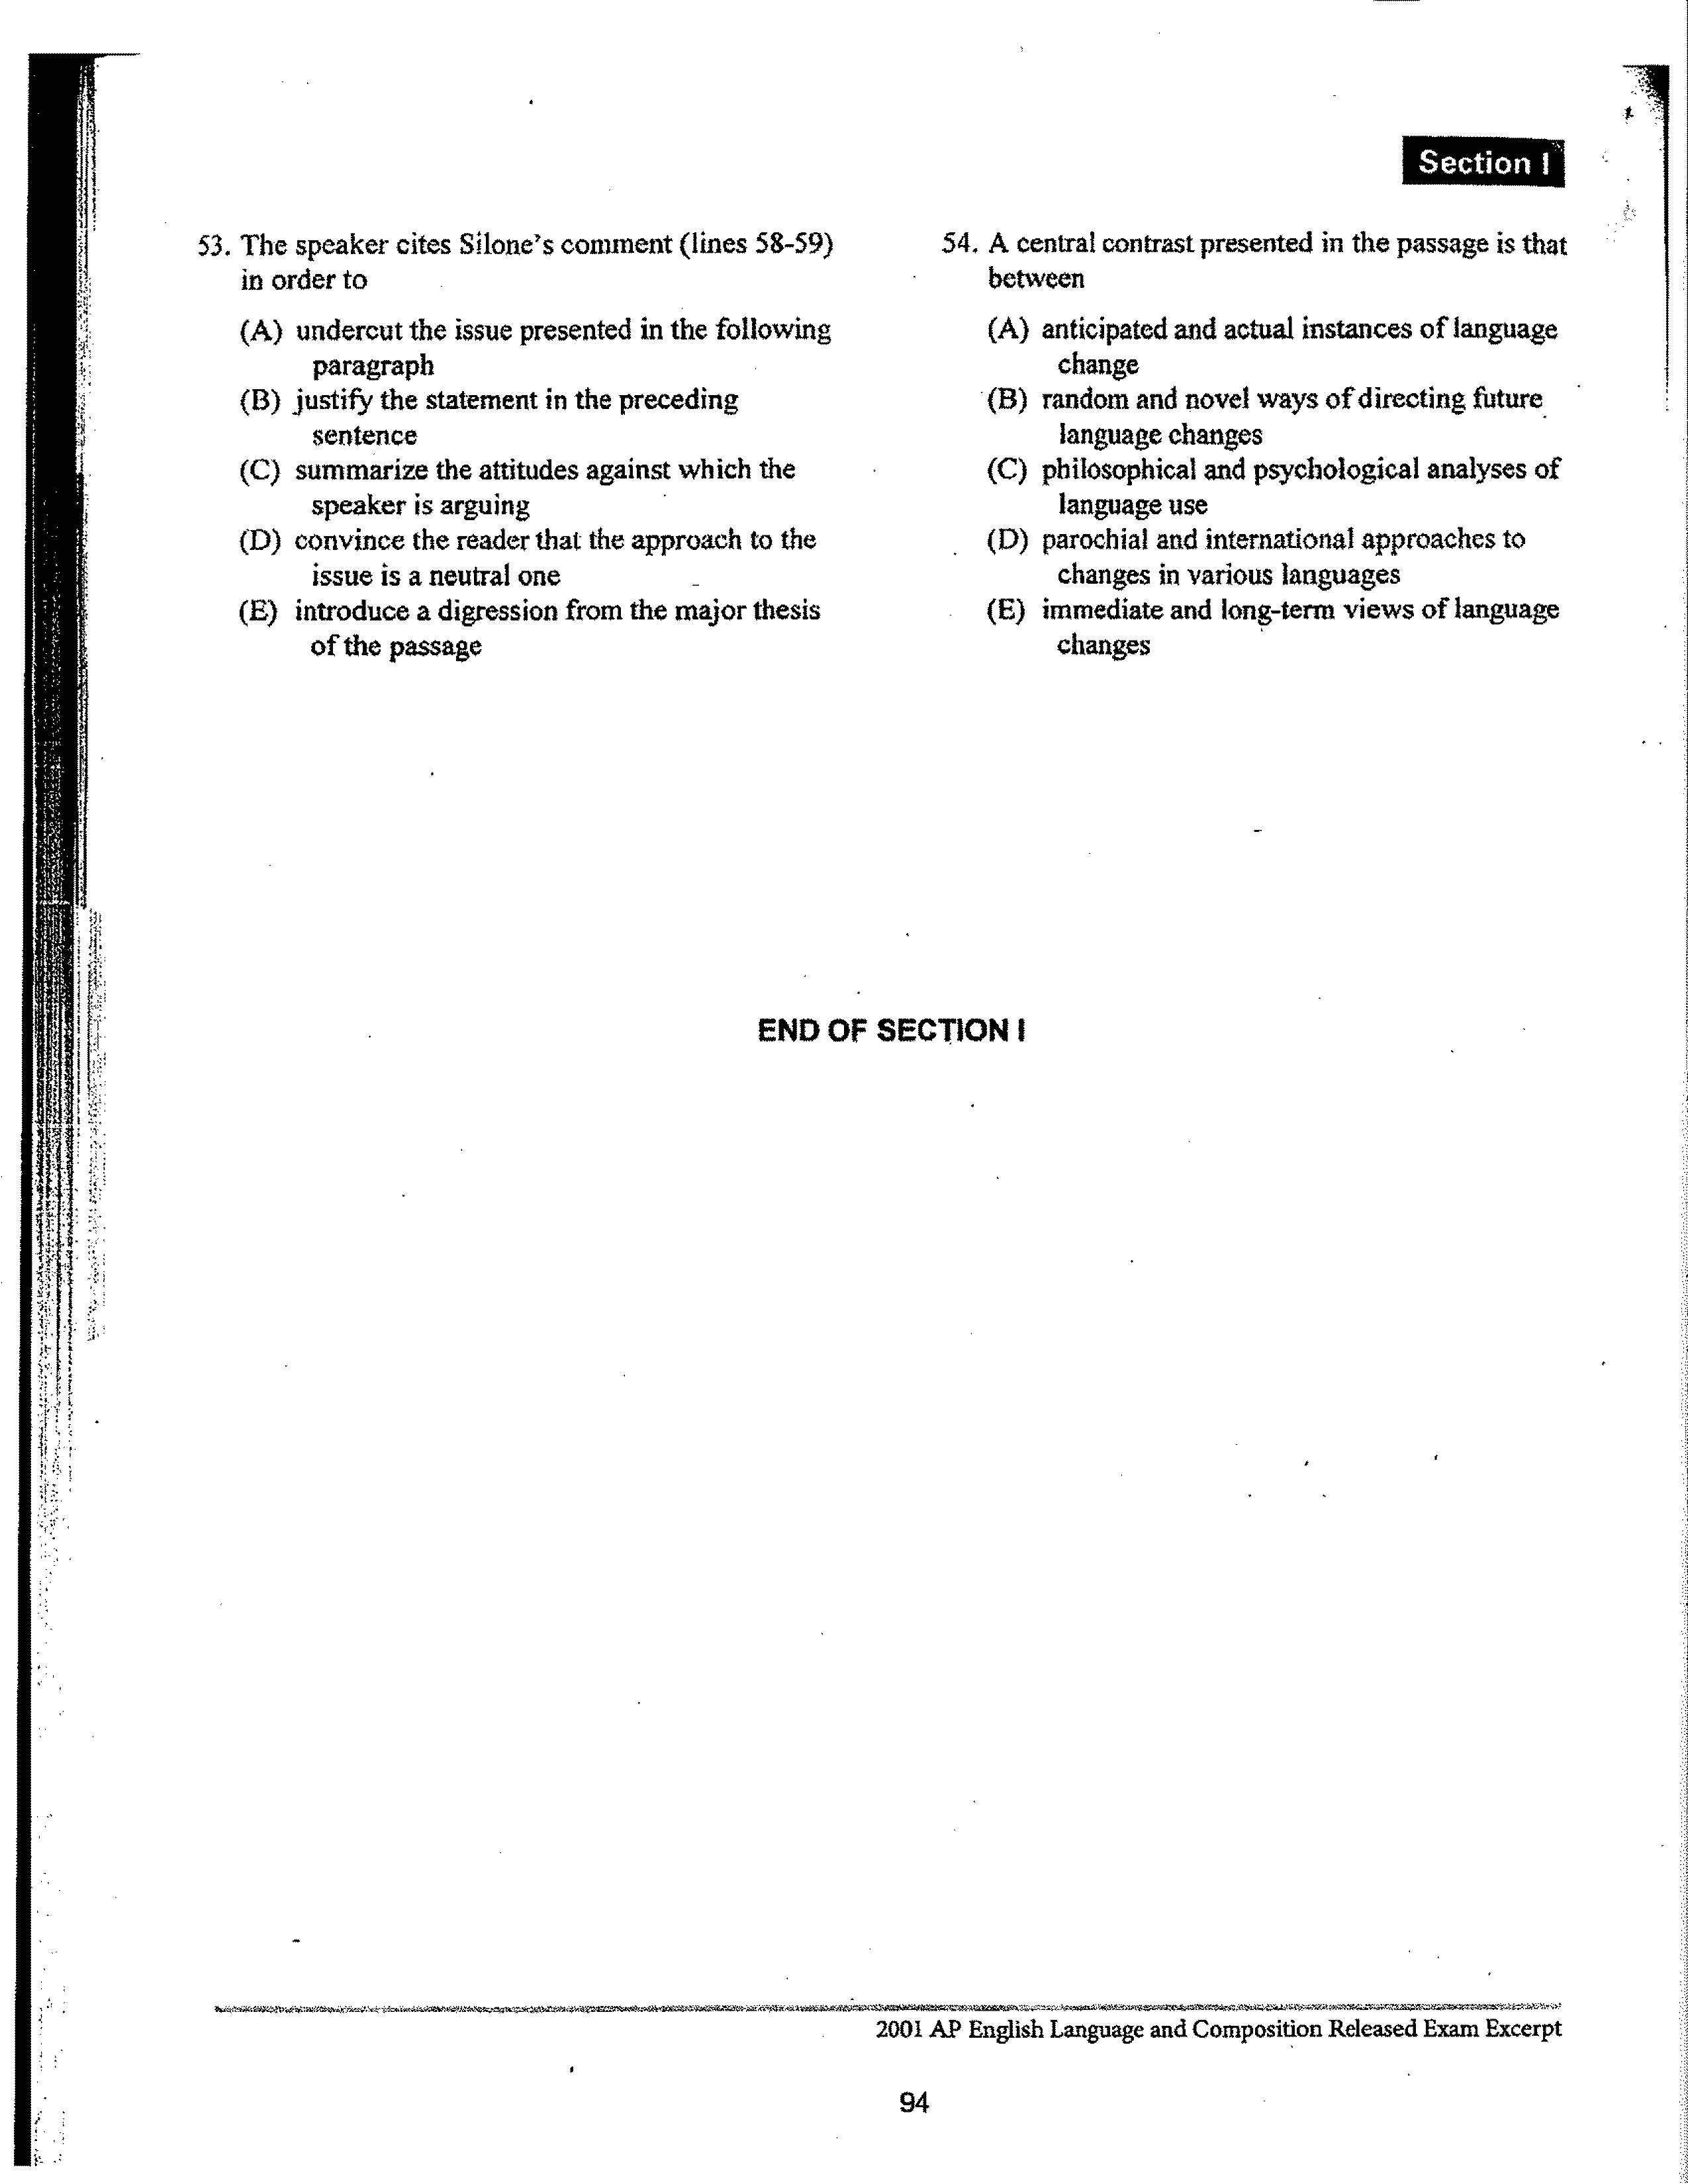 Section I
53. The speaker cites Silone's comment (lines 58-59)
in order to
(A) undercut the issue presented in the following
paragraph
(B) justify the statement in the preceding
sentence
(C) summarize the attitudes against which the
speaker is arguing
(D) convince the reader that the approach to the
issue is a neutral one
(E) introduce a digression from the major thesis
of the passage
54. A central contrast presented in the passage is that
between
(A) anticipated and actual instances of language
change
(B) random and novel ways of directing future
language changes
(C) philosophical and psychological analyses of
language use
(D) parochial and international approaches to
changes in various languages
(E) immediate and long-term views of language
changes
END OF SECTION I
2001 AP English Language and Composition Released Exam Excerpt
94